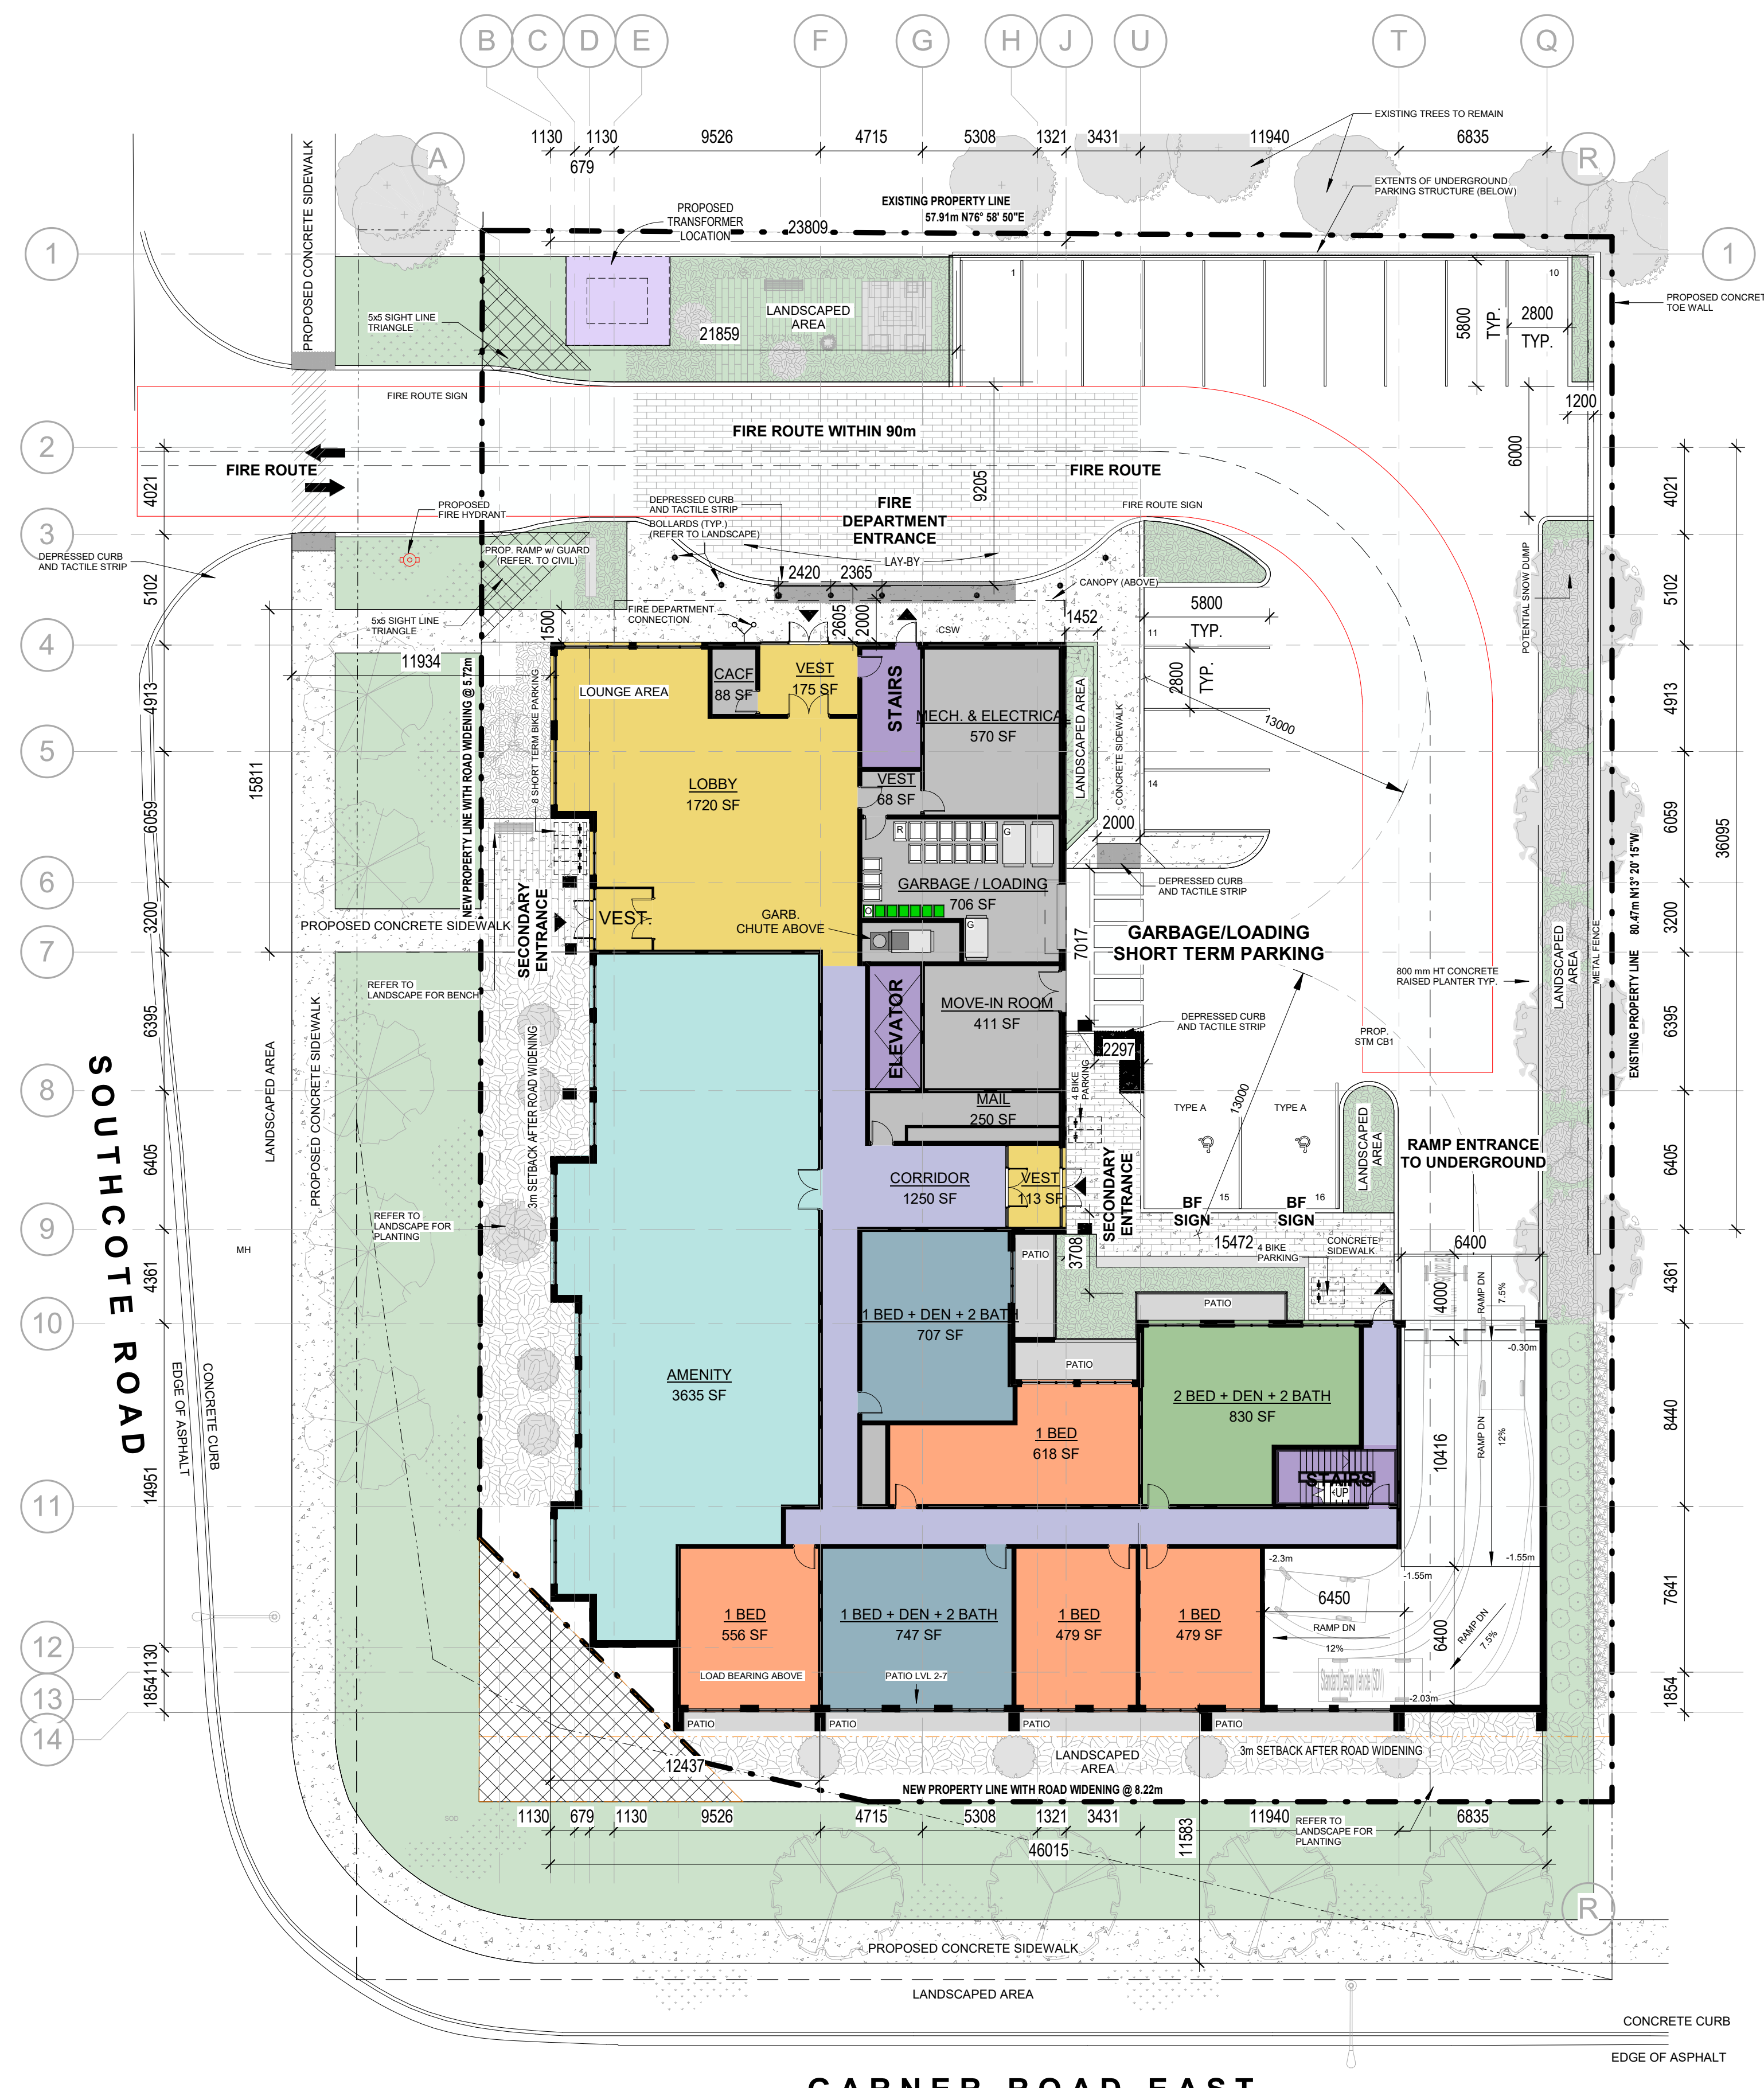 B C D E F G H J U T Q
A
R
1130 1130 9526 4715 5308 1321 3431 11940 6835
679
EXISTING TREES TO REMAIN
EXTENTS OF UNDERGROUND
PARKING STRUCTURE (BELOW)
EXISTING PROPERTY LINE
57.91m N76° 58' 50"E
PROPOSED
TRANSFORMER
LOCATION
23809
1
1
PROPOSED CONCRETE SIDEWALK
1
10
PROPOSED CONCRET
TOE WALL
5x5 SIGHT LINE
TRIANGLE
LANDSCAPED
AREA
21859
5800
TYP.
2800
TYP.
1200
6000
FIRE ROUTE SIGN
2
FIRE ROUTE WITHIN 90m
FIRE ROUTE
FIRE ROUTE
9205
4021
4021
PROPOSED
FIRE HYDRANT
DEPRESSED CURB
AND TACTILE STRIP
BOLLARDS (TYP.)
(REFER TO LANDSCAPE)
FIRE
DEPARTMENT
ENTRANCE
FIRE ROUTE SIGN
3
DEPRESSED CURB
AND TACTILE STRIP
PROP. RAMP w/ GUARD
(REFER. TO CIVIL)
LAY-BY
2420 2365
CANOPY (ABOVE)
POTENTIAL SNOW DUMP
5102
5102
5x5 SIGHT LINE
TRIANGLE
1500
FIRE DEPARTMENT
CONNECTION
2605
2000
CSW
1452
5800
TYP.
11
4
11934
LOUNGE AREA
CACF
88 SF
VEST
175 SF
STAIRS
MECH. & ELECTRICA
570 SF
LANDSCAPED AREA
CONCRETE SIDEWALK
2800
TYP.
13000
4913
4913
NEW PROPERTY LINE WITH ROAD WIDENING @ 5.72m
8 SHORT TERM BIKE PARKING
5
15811
LOBBY
1720 SF
VEST
68 SF
14
6059
6059
36095
2000
R
G
EXISTING PROPERTY LINE 80.47m N13° 20' 15"W
6
GARBAGE / LOADING
706 SF
O
DEPRESSED CURB
AND TACTILE STRIP
SECONDARY
ENTRANCE
VEST.
GARB.
CHUTE ABOVE
G
3200
3200
PROPOSED CONCRETE SIDEWALK
7017
GARBAGE/LOADING
SHORT TERM PARKING
7
LANDSCAPED
AREA
METAL FENCE
REFER TO
LANDSCAPE FOR BENCH
ELEVATOR
MOVE-IN ROOM
411 SF
800 mm HT CONCRETE
RAISED PLANTER TYP.
6395
6395
DEPRESSED CURB
AND TACTILE STRIP
PROP.
STM CB1
2297
4 BIKE
PARKING
SOUTHCOTE ROAD
LANDSCAPED AREA
PROPOSED CONCRETE SIDEWALK
3m SETBACK AFTER ROAD WIDENING
8
MAIL
250 SF
TYPE A
13000
TYPE A
LANDSCAPED
AREA
RAMP ENTRANCE
TO UNDERGROUND
6405
6405
CORRIDOR
1250 SF
VEST
113 SF
SECONDARY
ENTRANCE
BF
SIGN
15
BF
SIGN
16
REFER TO
LANDSCAPE FOR
PLANTING
9
MH
PATIO
3708
15472
4 BIKE
PARKING
CONCRETE
SIDEWALK
6400
4361
4361
4000
RAMP DN
7.5%
PATIO
1 BED + DEN + 2 BATH
707 SF
10
-0.30m
PATIO
AMENITY
3635 SF
2 BED + DEN + 2 BATH
830 SF
EDGE OF ASPHALT
CONCRETE CURB
1 BED
618 SF
10416
RAMP DN
12%
8440
14951
STAIRS
UP
11
-2.3m
-1.55m
-1.55m
6450
RAMP DN
12%
7641
1 BED
556 SF
1 BED + DEN + 2 BATH
747 SF
1 BED
479 SF
1 BED
479 SF
6400
RAMP DN
7.5%
12
1130
LOAD BEARING ABOVE
PATIO LVL 2-7
-2.03m
13
1854
1854
PATIO PATIO PATIO PATIO
14
12437
LANDSCAPED
AREA
3m SETBACK AFTER ROAD WIDENING
NEW PROPERTY LINE WITH ROAD WIDENING @ 8.22m
1130 679 1130 9526 4715 5308 1321 3431 11940 6835
REFER TO
LANDSCAPE FOR
PLANTING
11583
46015
R
PROPOSED CONCRETE SIDEWALK
LANDSCAPED AREA
CONCRETE CURB
EDGE OF ASPHALT
GARNER ROAD EAST